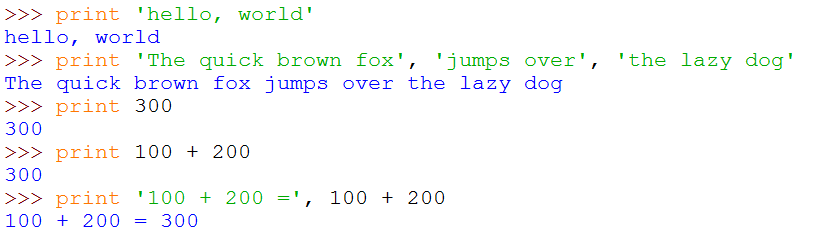 >>> print 'hello, world'
hello, world
>>> print 'The quick brown fox', 'jumps over', 'the lazy dog'
The quick brown fox jumps over the lazy dog
>>> print 300
300
>>> print 100 + 200
300
>>> print '100 + 200 =', 100 + 200
100 + 200 = 300